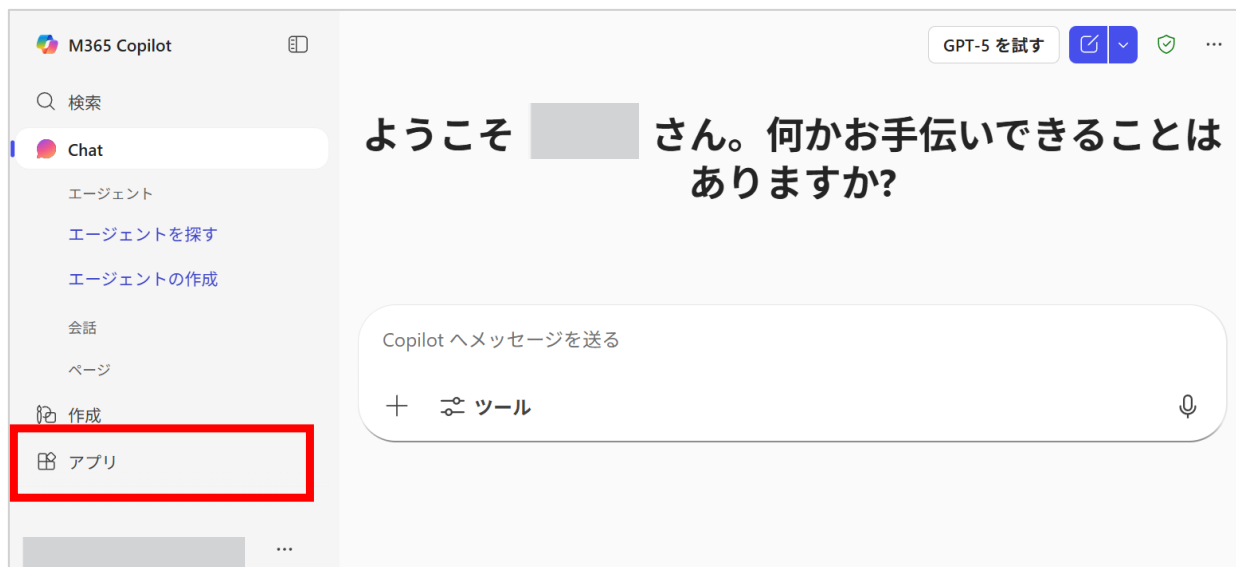 M365 Copilot
検索
Chat
エージェント
エージェントを探す
エージェントの作成
会話
ページ
作成
アプリ
GPT-5 を試す
ようこそ さん。何かお手伝いできることは
ありますか?
Copilot へメッセージを送る
ツール